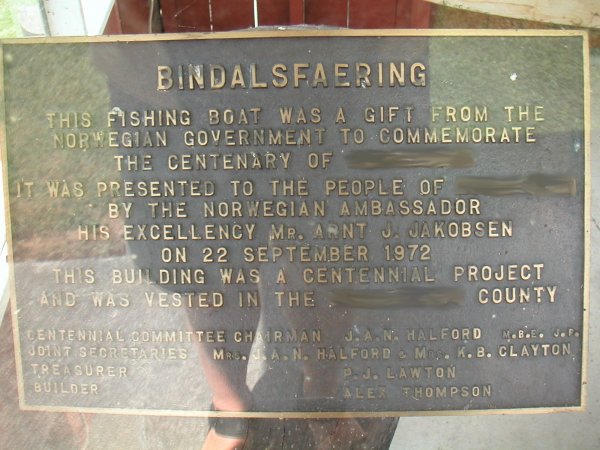 BINDALSFAERING
THIS FISHING BOAT WAS A GIFT FROM THE
NORWEGIAN GOVERNMENT TO COMMEMORATE
THE CENTENARY OF
IT WAS PRESENTED TO THE PEOPLE OF
BY THE NORWEGIAN AMBASSADOR
HIS EXCELLENCY MR. ARNT J. JAKOBSEN
ON 22 SEPTEMBER 1972
THIS BUILDING WAS A CENTENNIAL PROJECT
AND WAS VESTED IN THE COUNTY
CENTENNIAL COMMITTEE CHAIRMAN J.A.N. HALFORD M.B.E. J.P.
JOINT SECRETARIES MRS. J.A.N. HALFORD & MRS. K.B. CLAYTON
TREASURER P.J. LAWTON
BUILDER ALEX THOMPSON